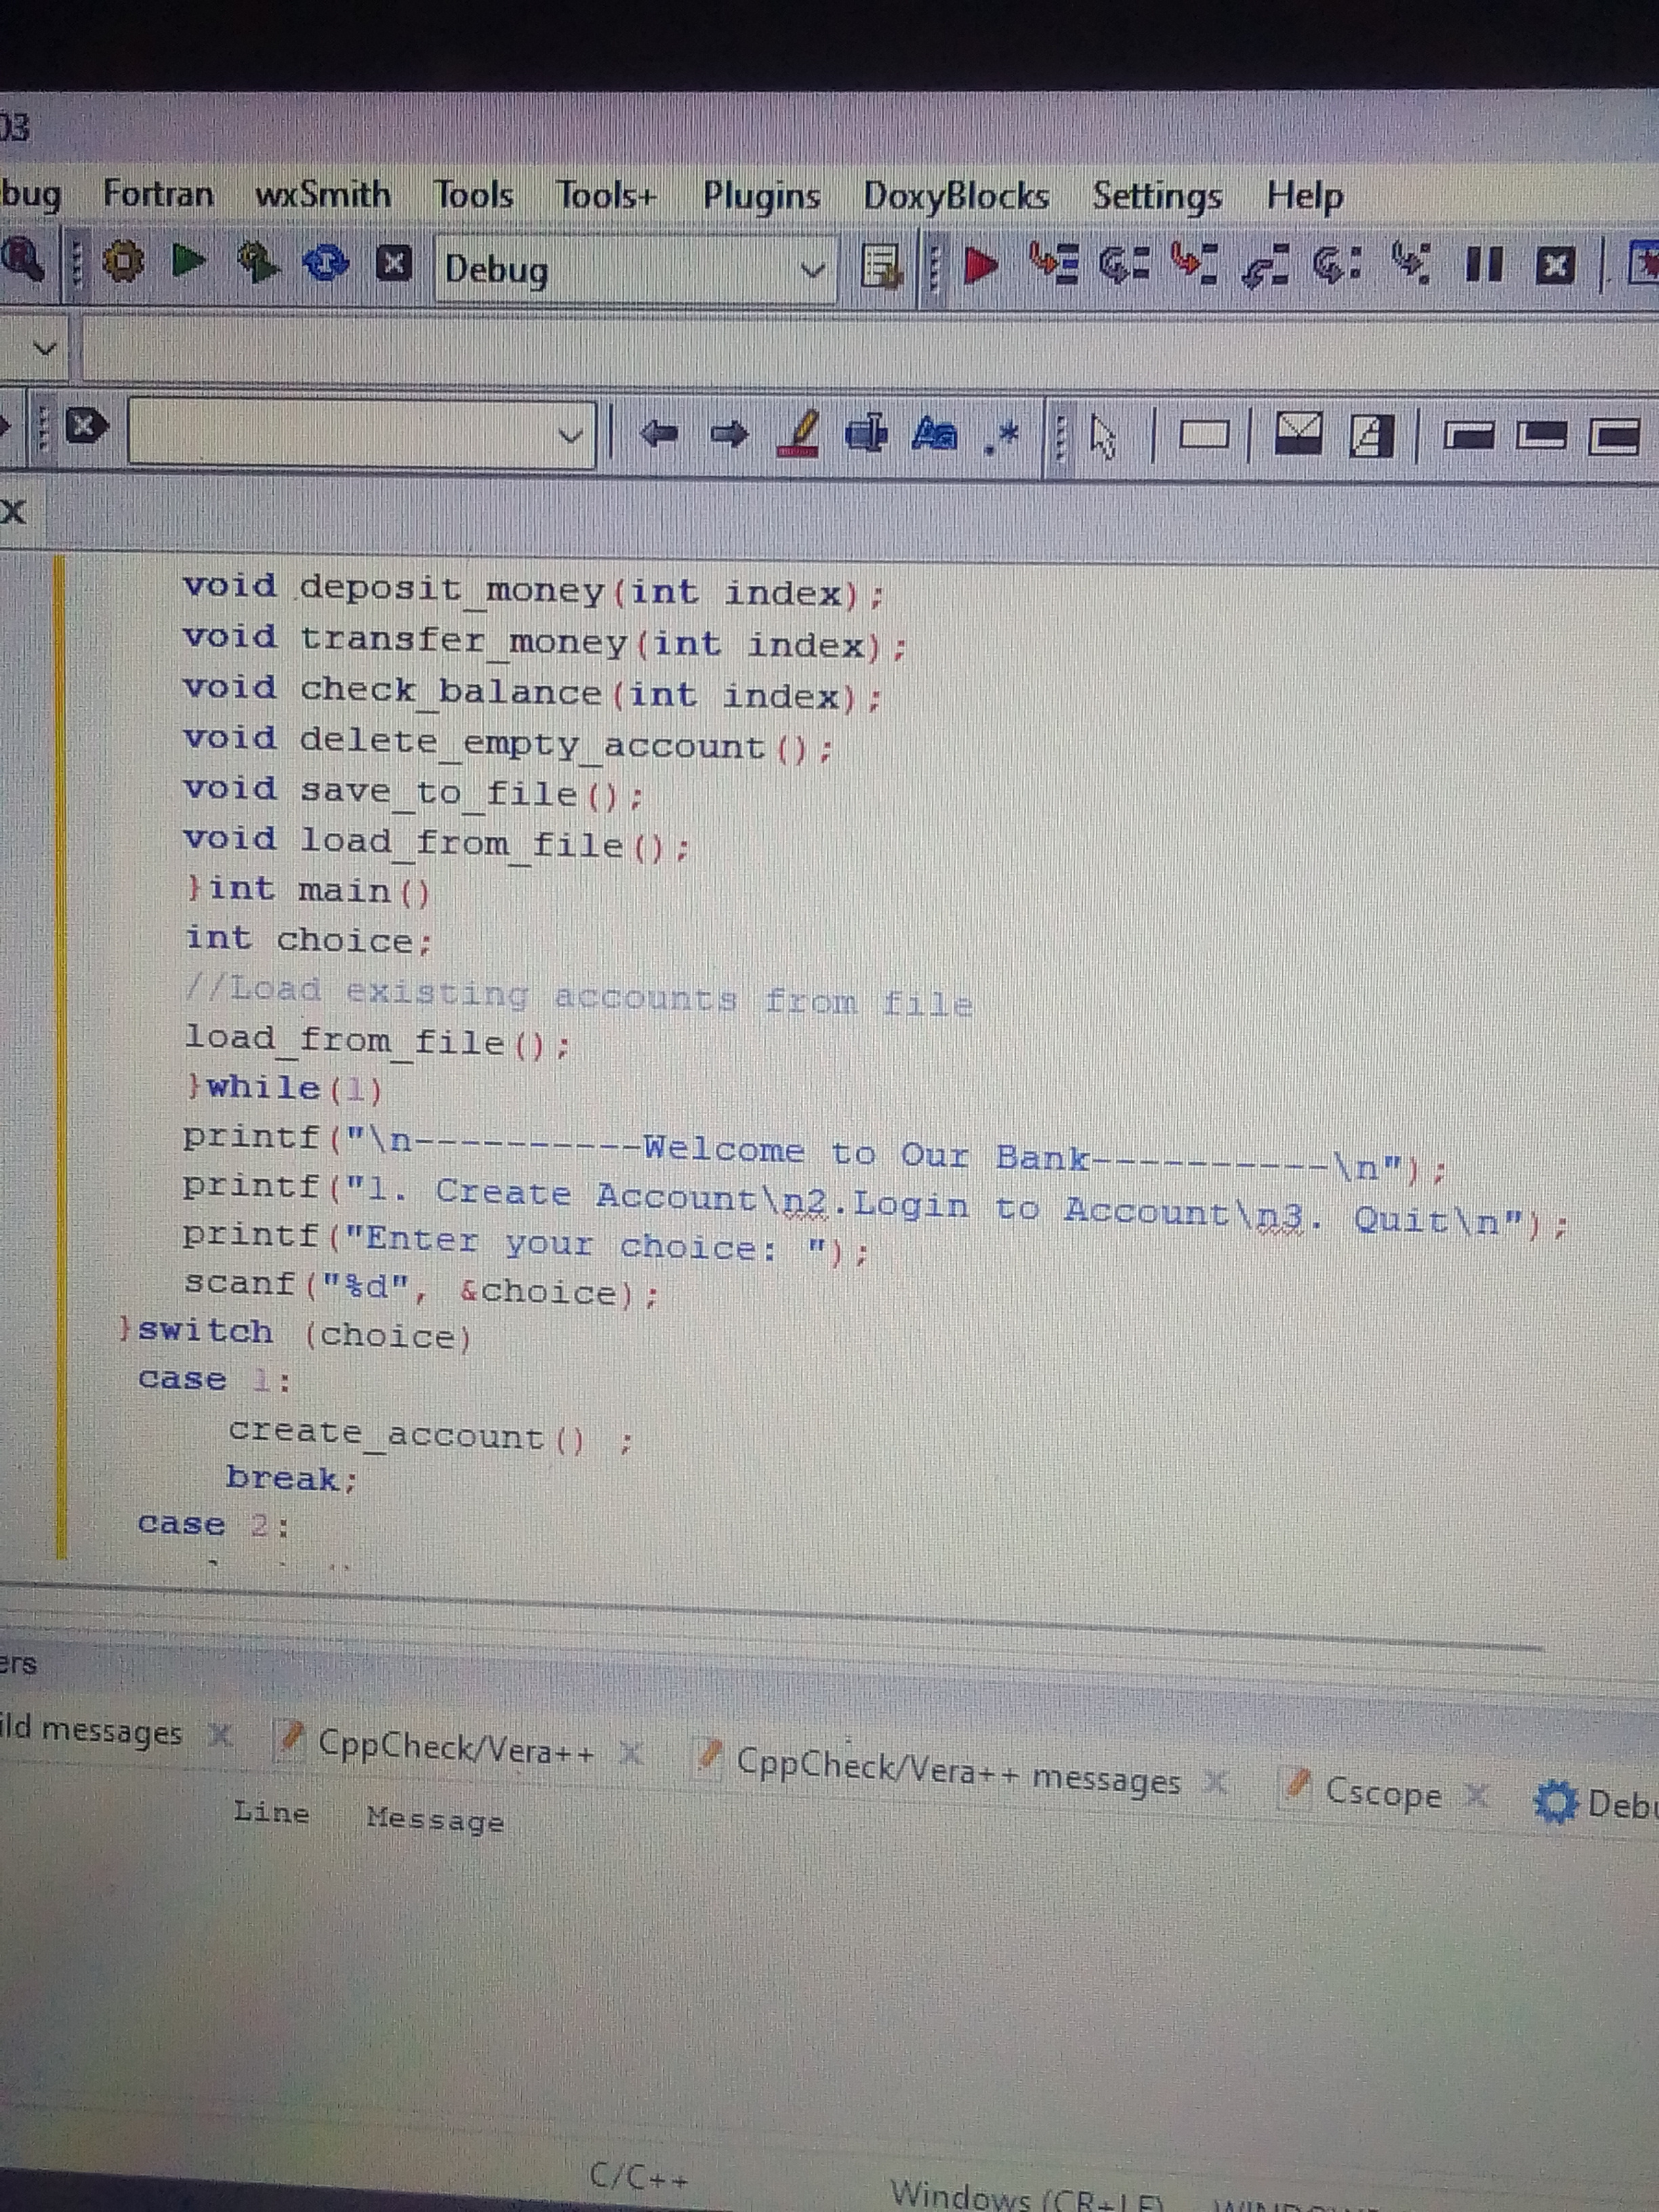 03
bug Fortran wxSmith Tools Tools+ Plugins DoxyBlocks Settings Help
Debug
void deposit_money(int index);
void transfer_money(int index);
void check_balance(int index);
void delete_empty_account();
void save_to_file();
void load_from_file();
}int main()
int choice;
//Load existing accounts from file
load_from_file();
}while(1)
printf("\n----------Welcome to Our Bank----------\n");
printf("1. Create Account\n2.Login to Account\n3. Quit\n");
printf("Enter your choice: ");
scanf("%d", &choice);
}switch (choice)
case 1:
create_account() ;
break;
case 2:
ers
ild messages CppCheck/Vera++ CppCheck/Vera++ messages Cscope Debu
Line Message
C/C++ Windows (CR+LF)